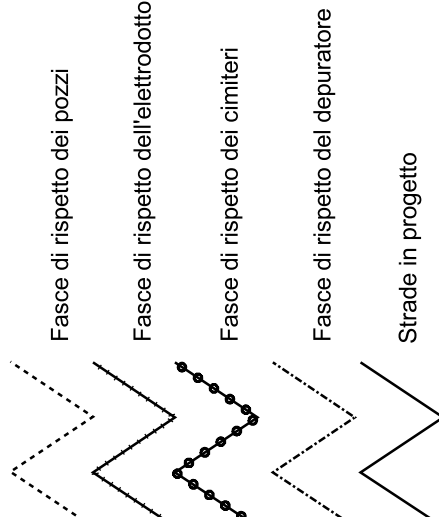 Fasce di rispetto dei pozzi
Fasce di rispetto dell'elettrodotto
Fasce di rispetto dei cimiteri
Fasce di rispetto del depuratore
Strade in progetto